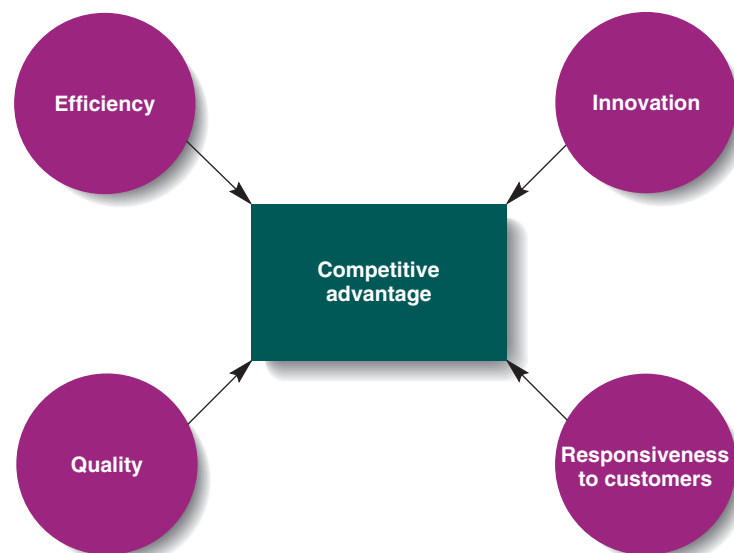 Efficiency
Innovation
Competitive
advantage
Quality
Responsiveness
to customers